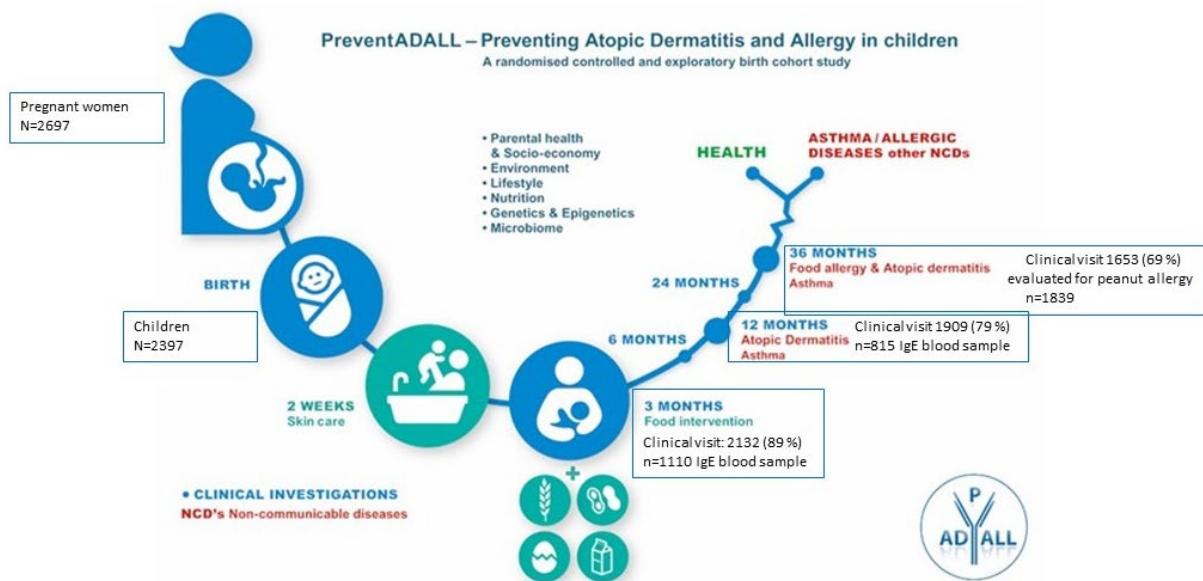 PreventADALL – Preventing Atopic Dermatitis and Allergy in children
A randomised controlled and exploratory birth cohort study
Pregnant women
N=2697
• Parental health
& Socio-economy
• Environment
• Lifestyle
• Nutrition
• Genetics & Epigenetics
• Microbiome
HEALTH
ASTHMA / ALLERGIC
DISEASES other NCDs
36 MONTHS
Food allergy & Atopic dermatitis
Asthma
Clinical visit 1653 (69 %)
evaluated for peanut allergy
n=1839
24 MONTHS
12 MONTHS
Atopic Dermatitis
Asthma
Clinical visit 1909 (79 %)
n=815 IgE blood sample
6 MONTHS
BIRTH
Children
N=2397
2 WEEKS
Skin care
3 MONTHS
Food intervention
Clinical visit: 2132 (89 %)
n=1110 IgE blood sample
+
• CLINICAL INVESTIGATIONS
NCD's Non-communicable diseases
P
AD ALL